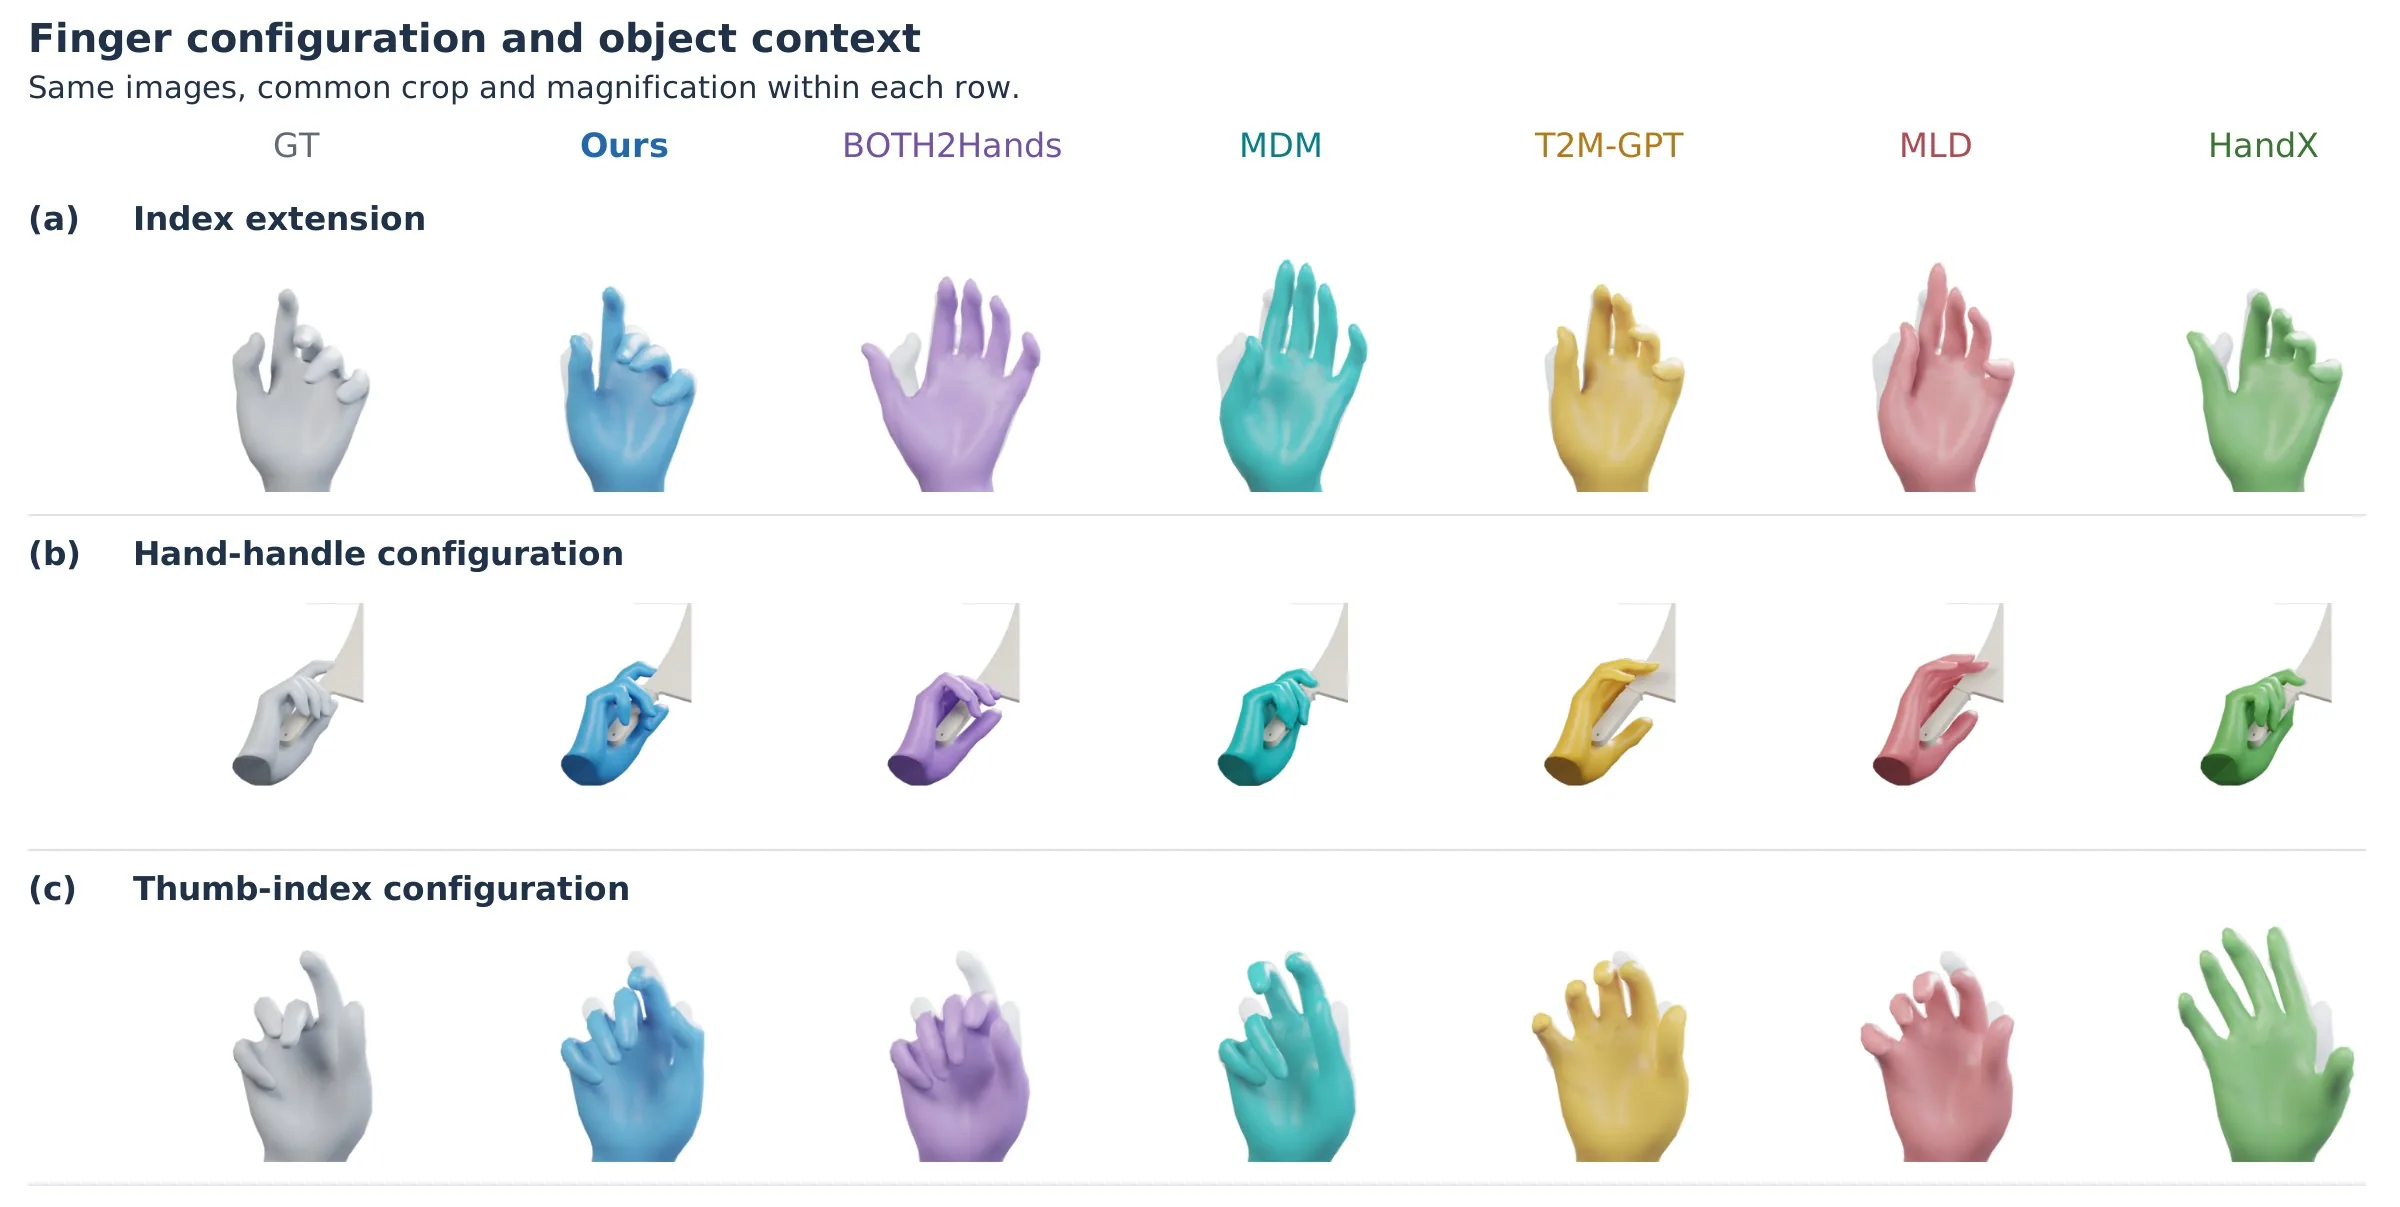 Finger configuration and object context
Same images, common crop and magnification within each row.
GT Ours BOTH2Hands MDM T2M-GPT MLD HandX
(a) Index extension
(b) Hand-handle configuration
(c) Thumb-index configuration